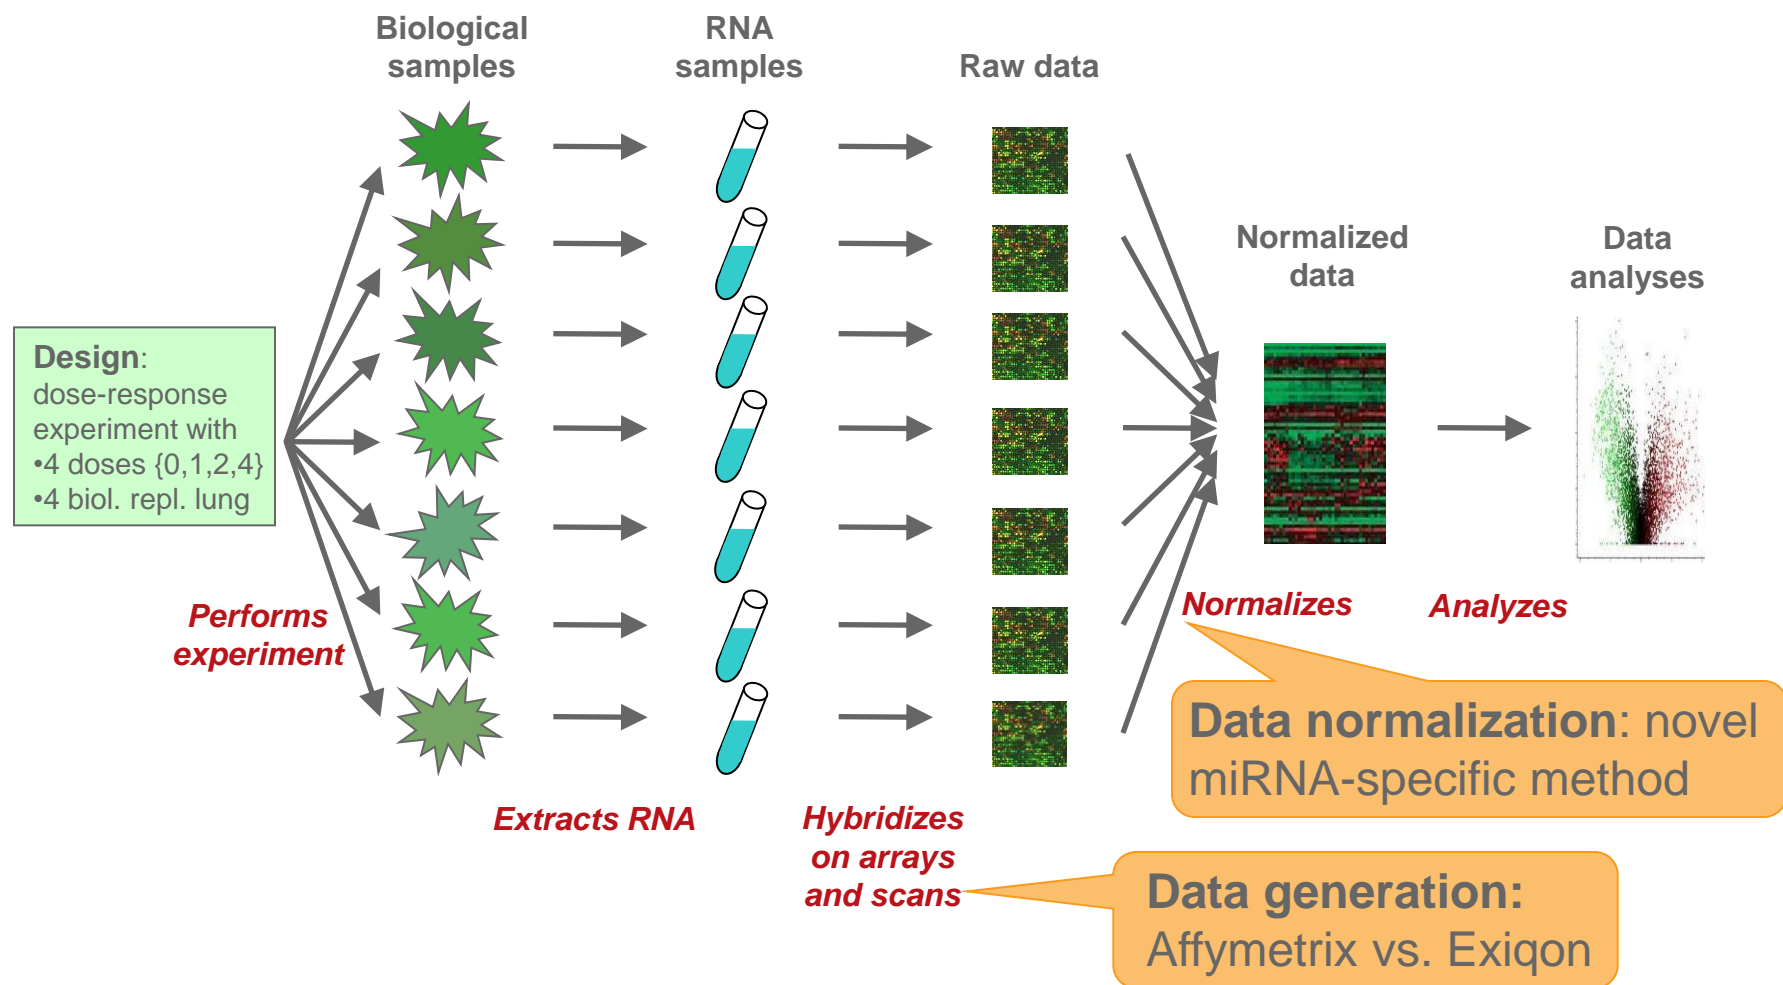 Biological
samples
RNA
samples
Raw data
Normalized
data
Data
analyses
Design:
dose-response
experiment with
•4 doses {0,1,2,4}
•4 biol. repl. lung
Performs
experiment
Extracts RNA
Hybridizes
on arrays
and scans
Normalizes
Analyzes
Data normalization: novel
miRNA-specific method
Data generation:
Affymetrix vs. Exiqon